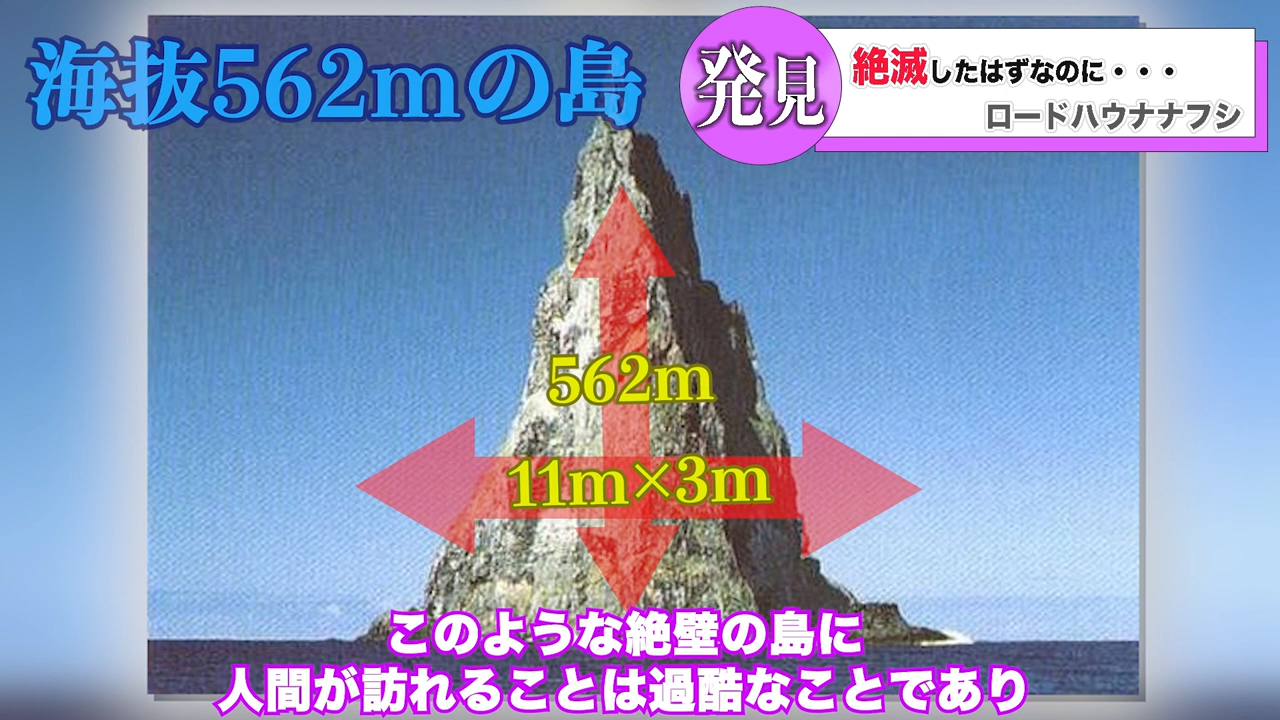 海抜562mの島
発見
絶滅したはずなのに・・・
ロードハウナナフシ
562m
11m×3m
このような絶壁の島に
人間が訪れることは過酷なことであり